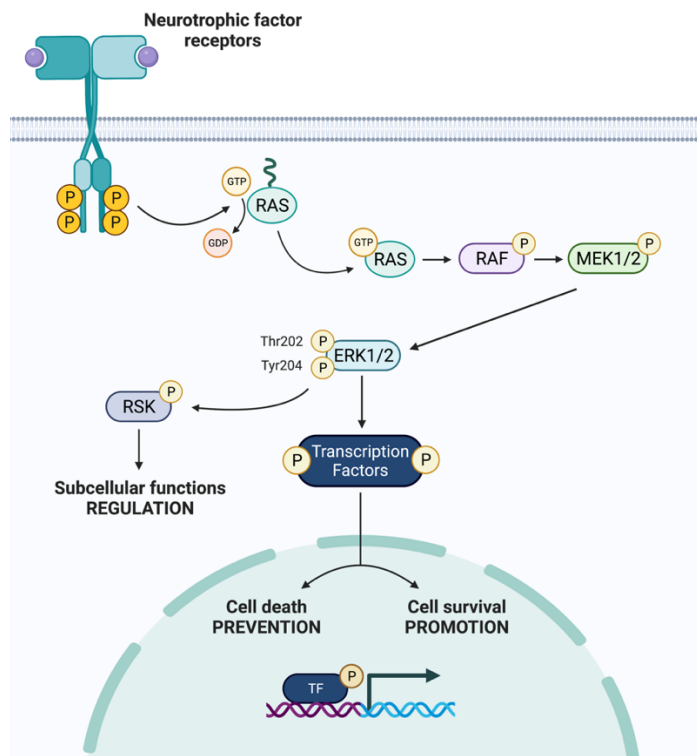 Neurotrophic factor
receptors
P P
P P
GTP
RAS
GDP
GTP
RAS
RAF
P
MEK1/2
P
Thr202
P
Tyr204
P
ERK1/2
RSK
P
P
Transcription
Factors
P
Subcellular functions
REGULATION
Cell death
PREVENTION
Cell survival
PROMOTION
TF
P